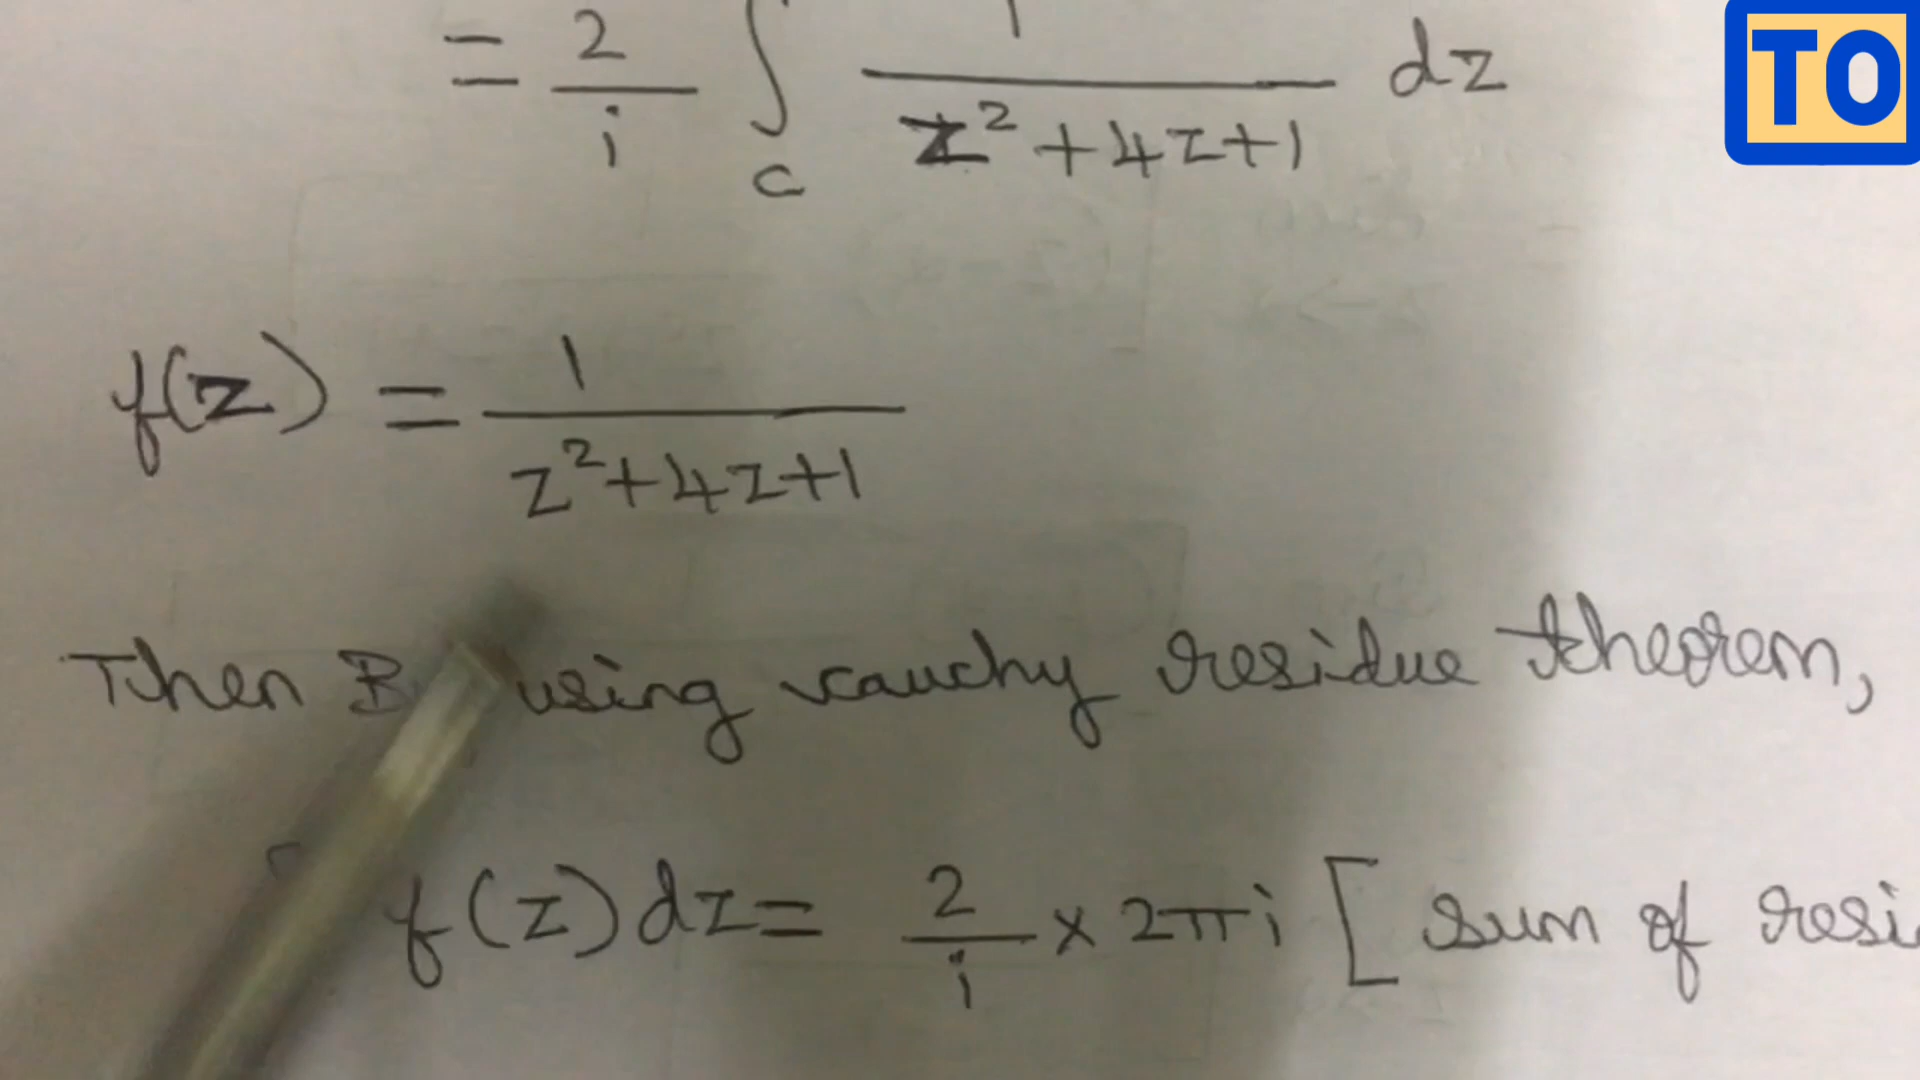 TO
= 2/i ∫c 1/(z²+4z+1) dz
f(z) = 1/(z²+4z+1)
Then using cauchy residue theorem,
f(z)dz = 2/i × 2πi [ sum of resi